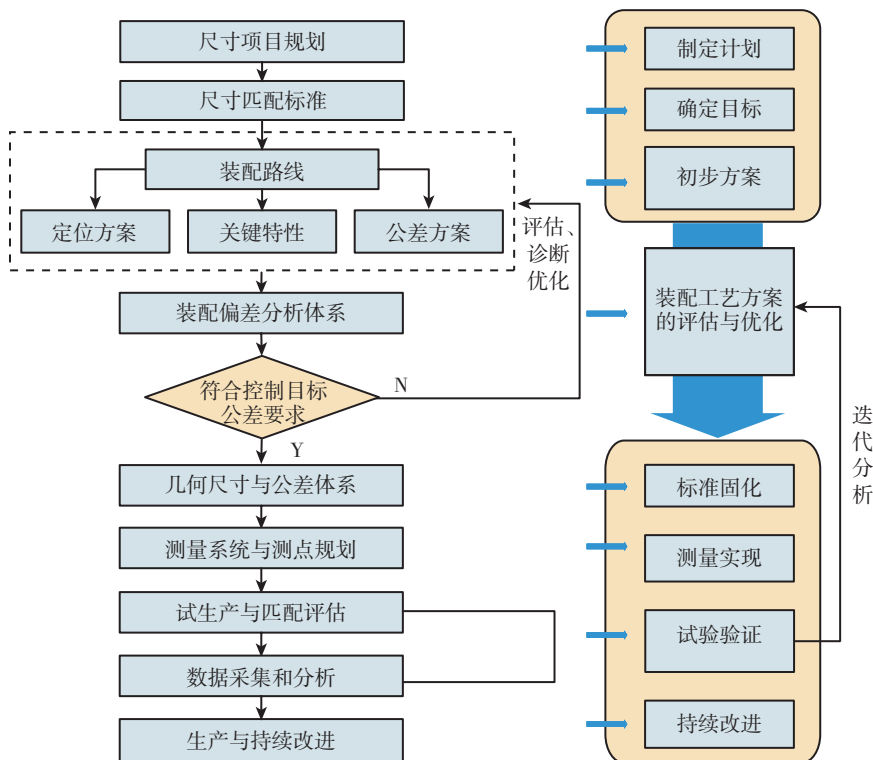 尺寸项目规划
尺寸匹配标准
装配路线
定位方案
关键特性
公差方案
评估、
诊断
优化
装配偏差分析体系
符合控制目标
公差要求
N
Y
几何尺寸与公差体系
测量系统与测点规划
试生产与匹配评估
数据采集和分析
生产与持续改进
制定计划
确定目标
初步方案
装配工艺方案
的评估与优化
标准固化
测量实现
试验验证
持续改进
迭代分析